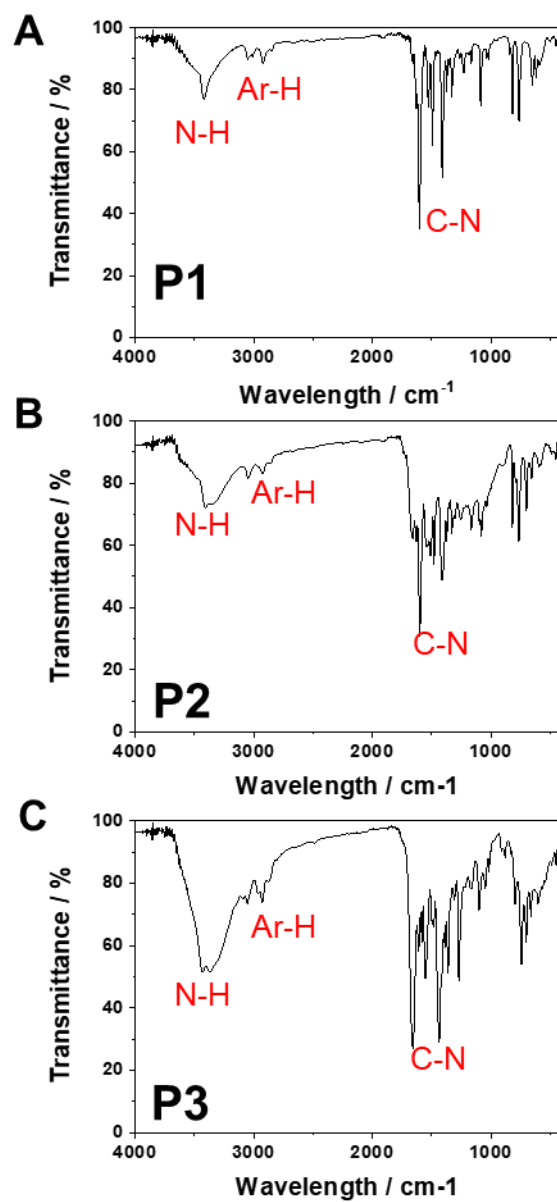 A
100
80
60
40
20
0
Transmittance / %
N-H
Ar-H
C-N
P1
4000 3000 2000 1000
Wavelength / cm⁻¹
B
100
80
60
40
20
0
Transmittance / %
N-H
Ar-H
C-N
P2
4000 3000 2000 1000
Wavelength / cm-1
C
100
80
60
40
20
0
Transmittance / %
N-H
Ar-H
C-N
P3
4000 3000 2000 1000
Wavelength / cm-1